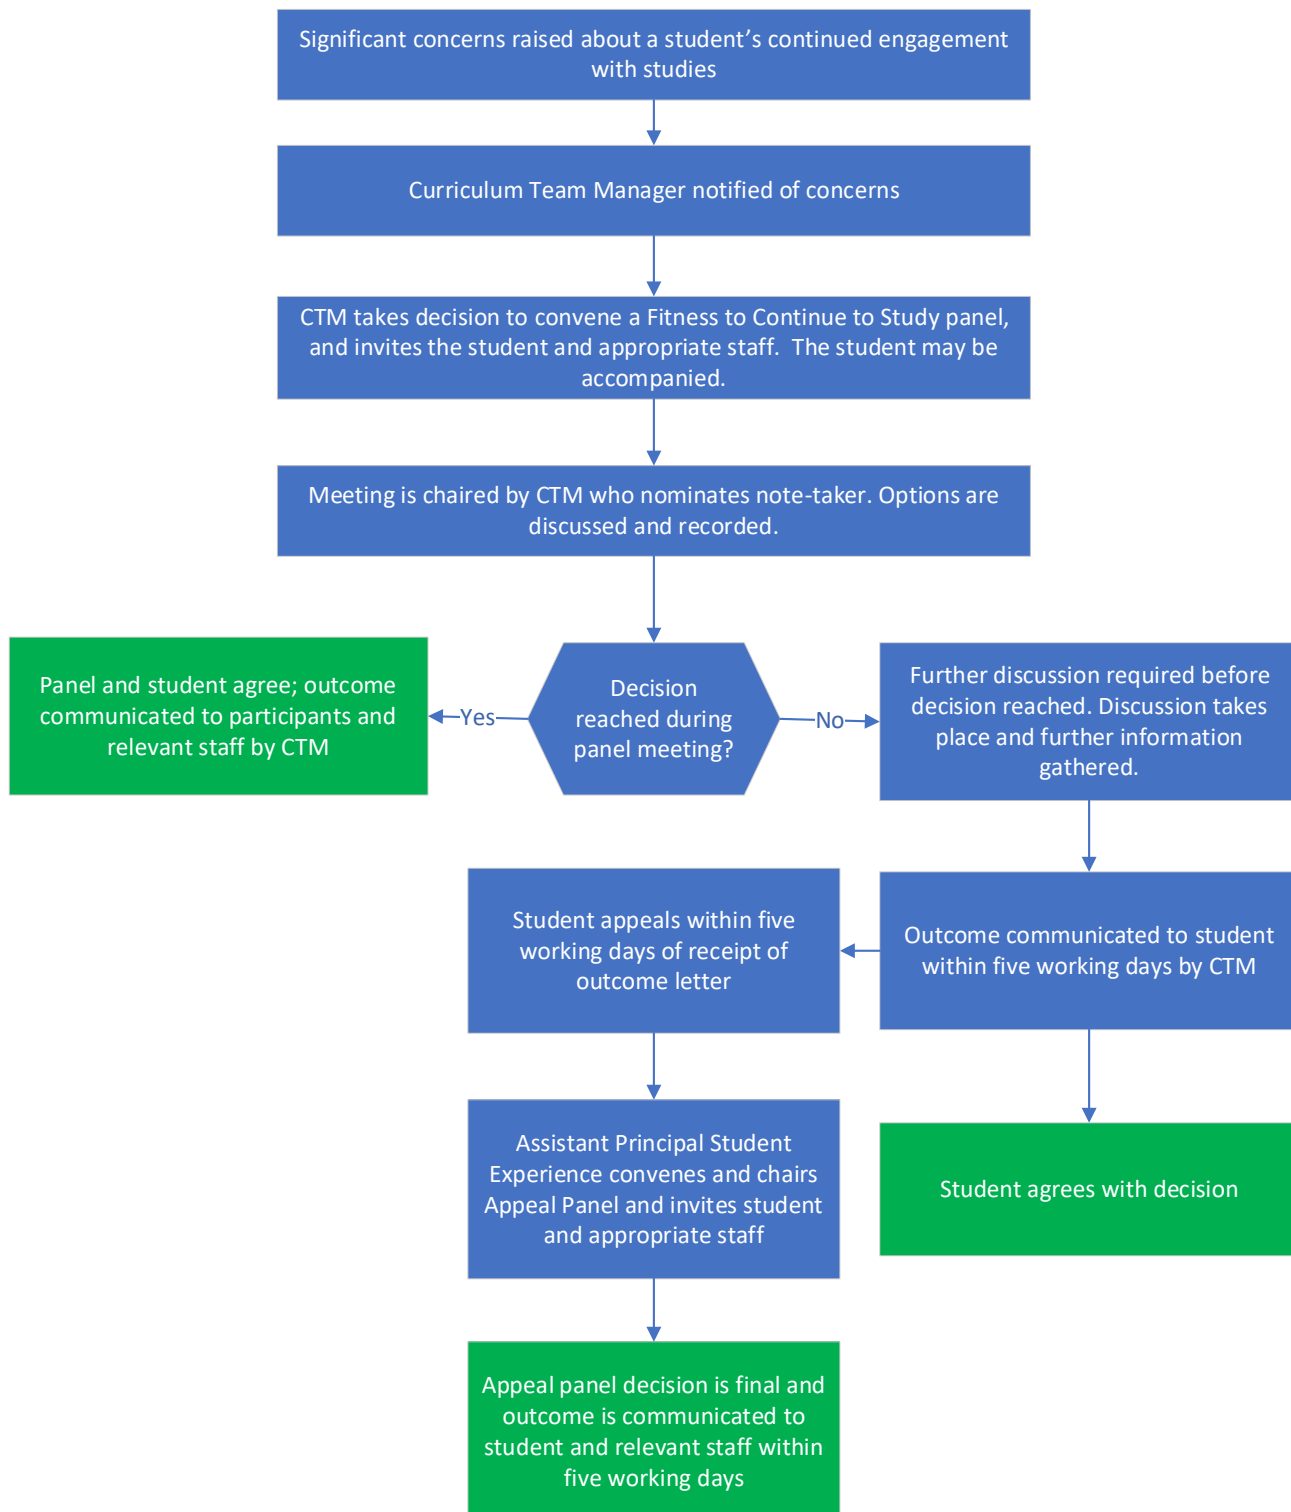 Significant concerns raised about a student’s continued engagement
with studies
Curriculum Team Manager notified of concerns
CTM takes decision to convene a Fitness to Continue to Study panel,
and invites the student and appropriate staff.  The student may be
accompanied.
Meeting is chaired by CTM who nominates note-taker. Options are
discussed and recorded.
Decision
reached during
panel meeting?
Yes
Panel and student agree; outcome
communicated to participants and
relevant staff by CTM
No
Further discussion required before
decision reached. Discussion takes
place and further information
gathered.
Outcome communicated to student
within five working days by CTM
Student agrees with decision
Student appeals within five
working days of receipt of
outcome letter
Assistant Principal Student
Experience convenes and chairs
Appeal Panel and invites student
and appropriate staff
Appeal panel decision is final and
outcome is communicated to
student and relevant staff within
five working days